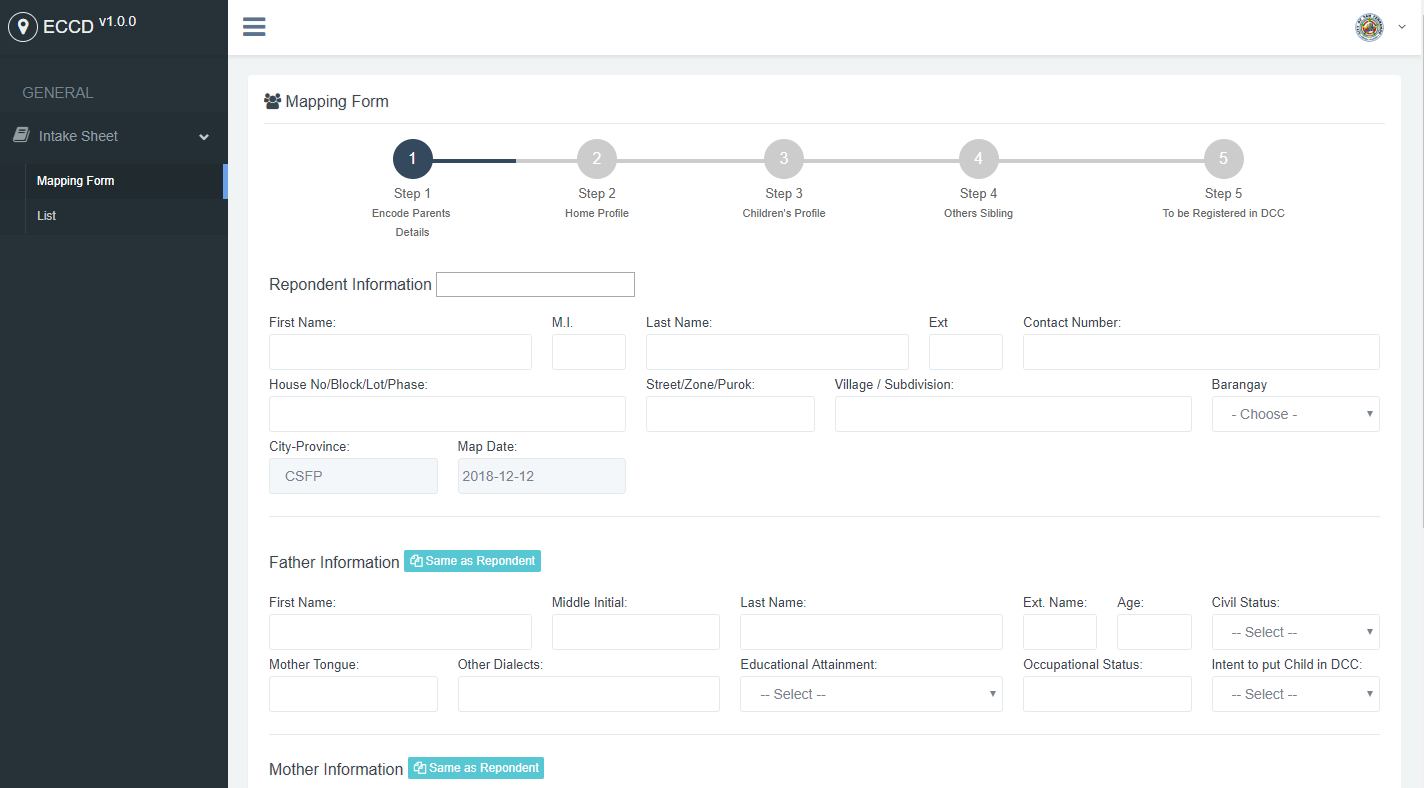 ECCD v1.0.0
GENERAL
Intake Sheet
Mapping Form
List
Mapping Form
1 2 3 4 5
Step 1 Step 2 Step 3 Step 4 Step 5
Encode Parents Details Home Profile Children's Profile Others Sibling To be Registered in DCC
Repondent Information
First Name: M.I. Last Name: Ext Contact Number:
House No/Block/Lot/Phase: Street/Zone/Purok: Village / Subdivision: Barangay
- Choose -
City-Province: Map Date:
CSFP 2018-12-12
Father Information Same as Repondent
First Name: Middle Initial: Last Name: Ext. Name: Age: Civil Status:
-- Select --
Mother Tongue: Other Dialects: Educational Attainment: Occupational Status: Intent to put Child in DCC:
-- Select -- -- Select --
Mother Information Same as Repondent